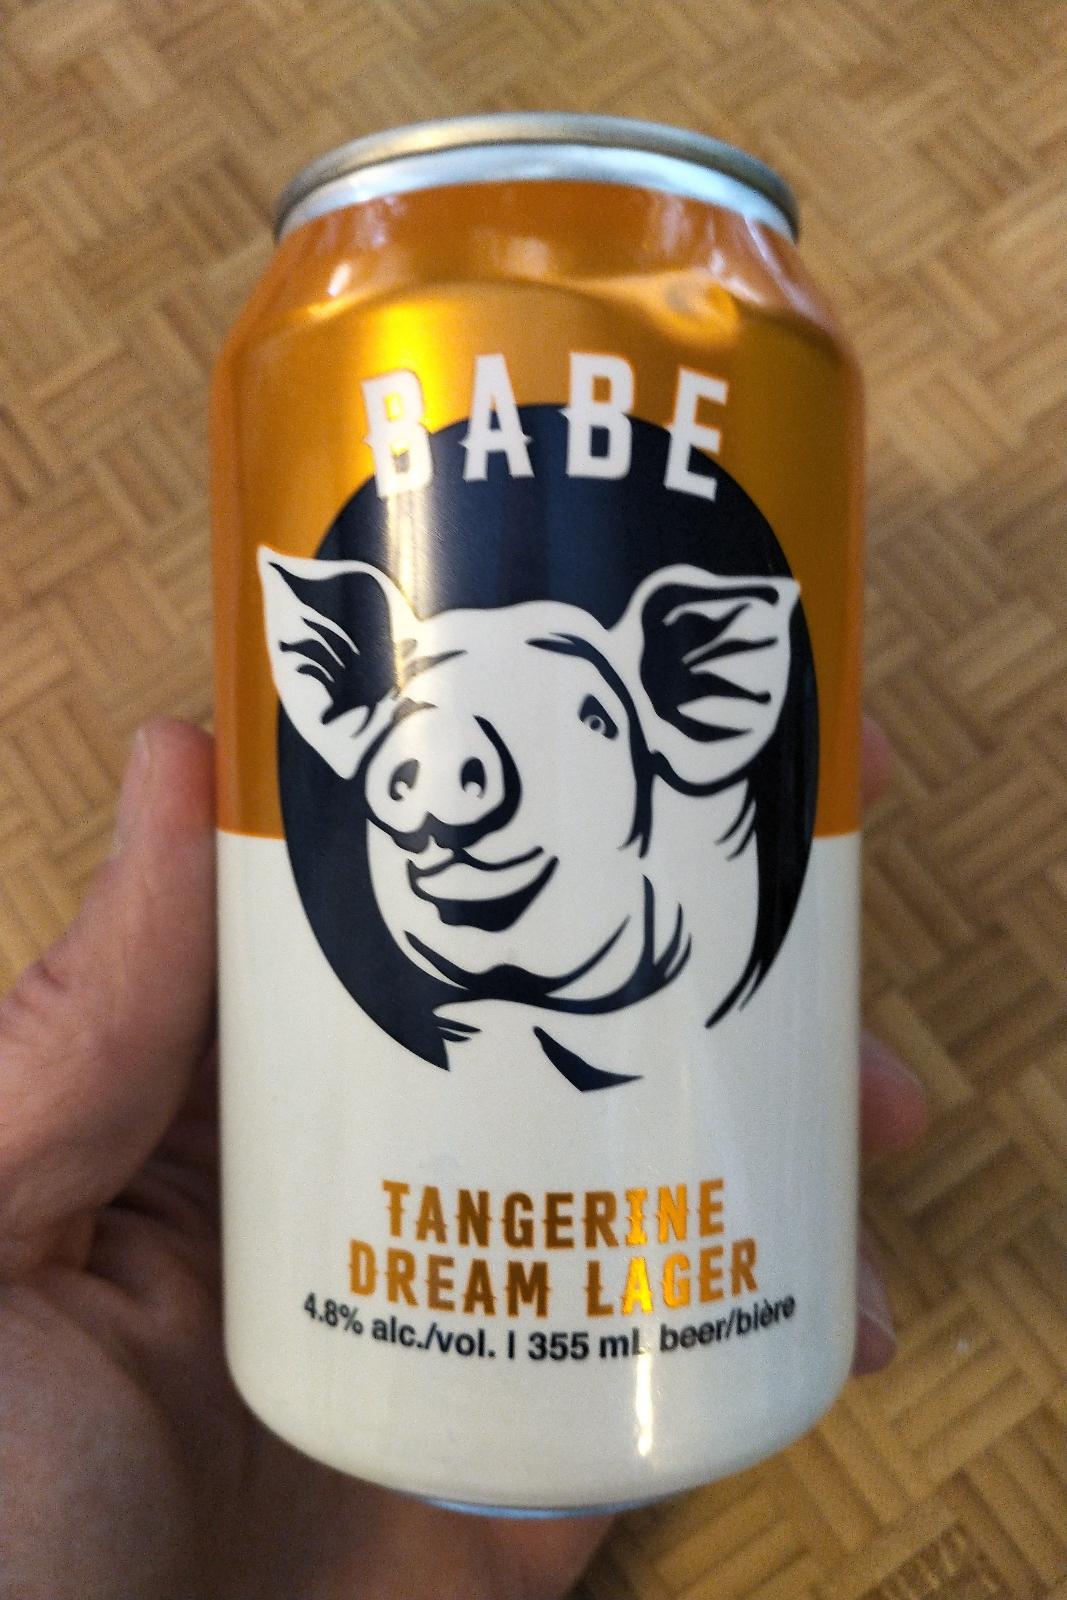 BABE
TANGERINE
DREAM LAGER
4.8% alc./vol. | 355 mL beer/bière